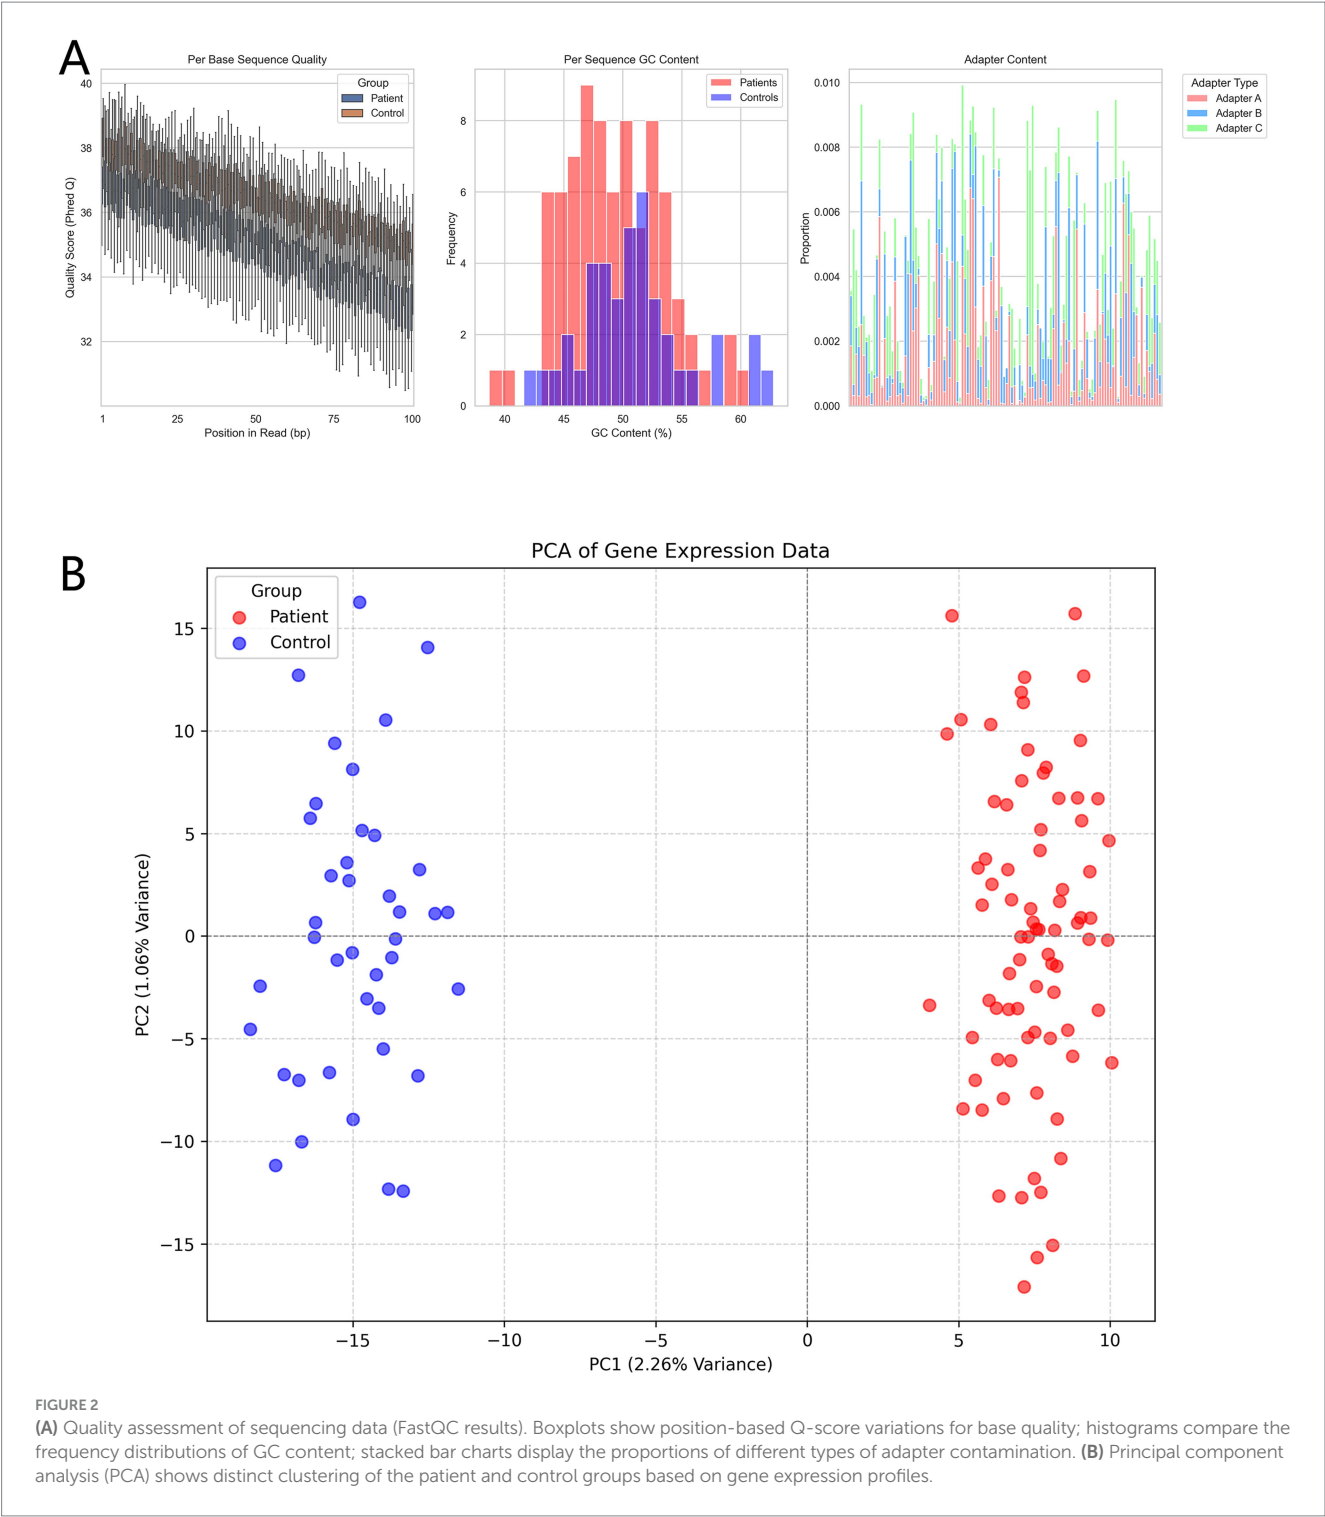 A
Per Base Sequence Quality
Group
Patient
Control
40
38
36
34
32
Quality Score (Phred Q)
1 25 50 75 100
Position in Read (bp)
Per Sequence GC Content
Patients
Controls
8
6
4
2
0
Frequency
40 45 50 55 60
GC Content (%)
Adapter Content
0.010
0.008
0.006
0.004
0.002
0.000
Proportion
Adapter Type
Adapter A
Adapter B
Adapter C
B
PCA of Gene Expression Data
Group
Patient
Control
15
10
5
0
−5
−10
−15
PC2 (1.06% Variance)
−15 −10 −5 0 5 10
PC1 (2.26% Variance)
FIGURE 2
(A) Quality assessment of sequencing data (FastQC results). Boxplots show position-based Q-score variations for base quality; histograms compare the
frequency distributions of GC content; stacked bar charts display the proportions of different types of adapter contamination. (B) Principal component
analysis (PCA) shows distinct clustering of the patient and control groups based on gene expression profiles.